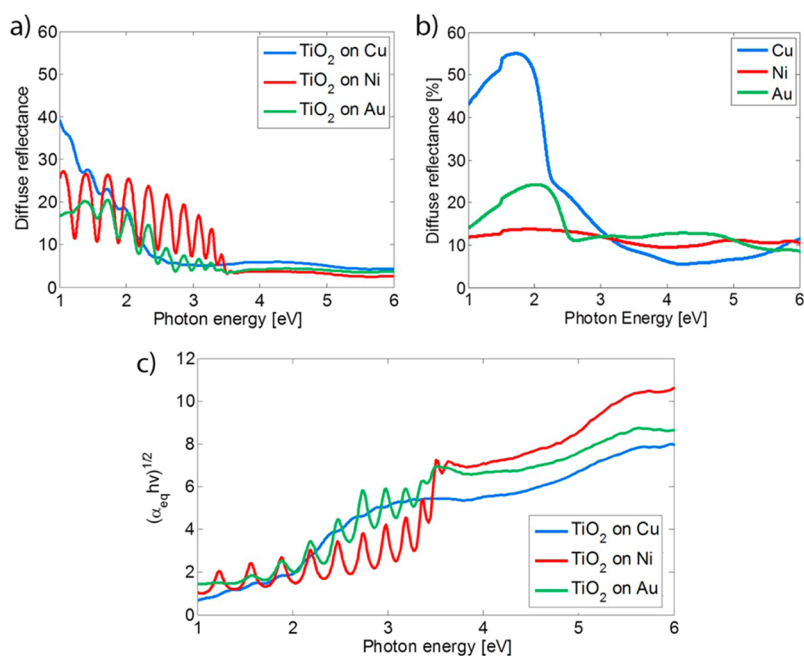 a)
Diffuse reflectance
60
50
40
30
20
10
0
1 2 3 4 5 6
Photon energy [eV]
TiO2 on Cu
TiO2 on Ni
TiO2 on Au
b)
Diffuse reflectance [%]
60
50
40
30
20
10
0
1 2 3 4 5 6
Photon Energy [eV]
Cu
Ni
Au
c)
(αeqhν)1/2
12
10
8
6
4
2
0
1 2 3 4 5 6
Photon energy [eV]
TiO2 on Cu
TiO2 on Ni
TiO2 on Au